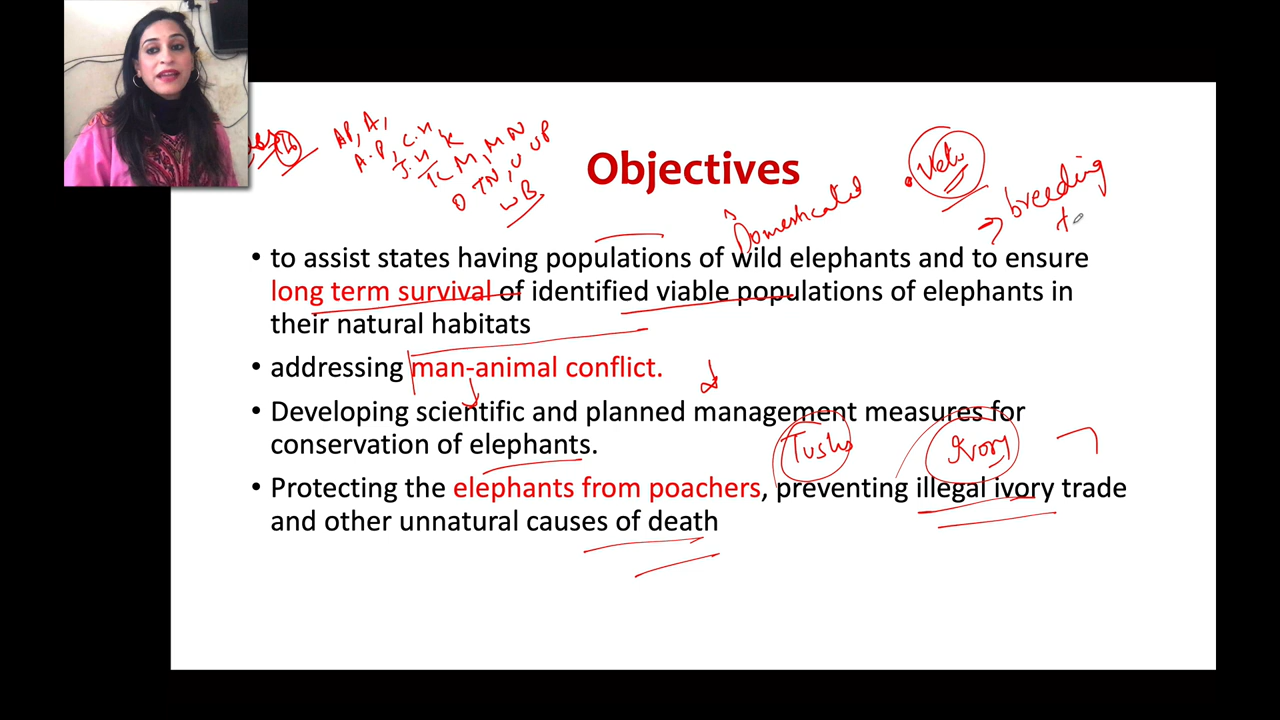 AP, A,
A.P, C.H, K
J.H, K, M, MN
O TN, U UP
WB
Objectives
Vets
breeding
Domesticated
• to assist states having populations of wild elephants and to ensure
long term survival of identified viable populations of elephants in
their natural habitats
• addressing man-animal conflict.
• Developing scientific and planned management measures for
conservation of elephants.
Tusks
Ivory
• Protecting the elephants from poachers, preventing illegal ivory trade
and other unnatural causes of death